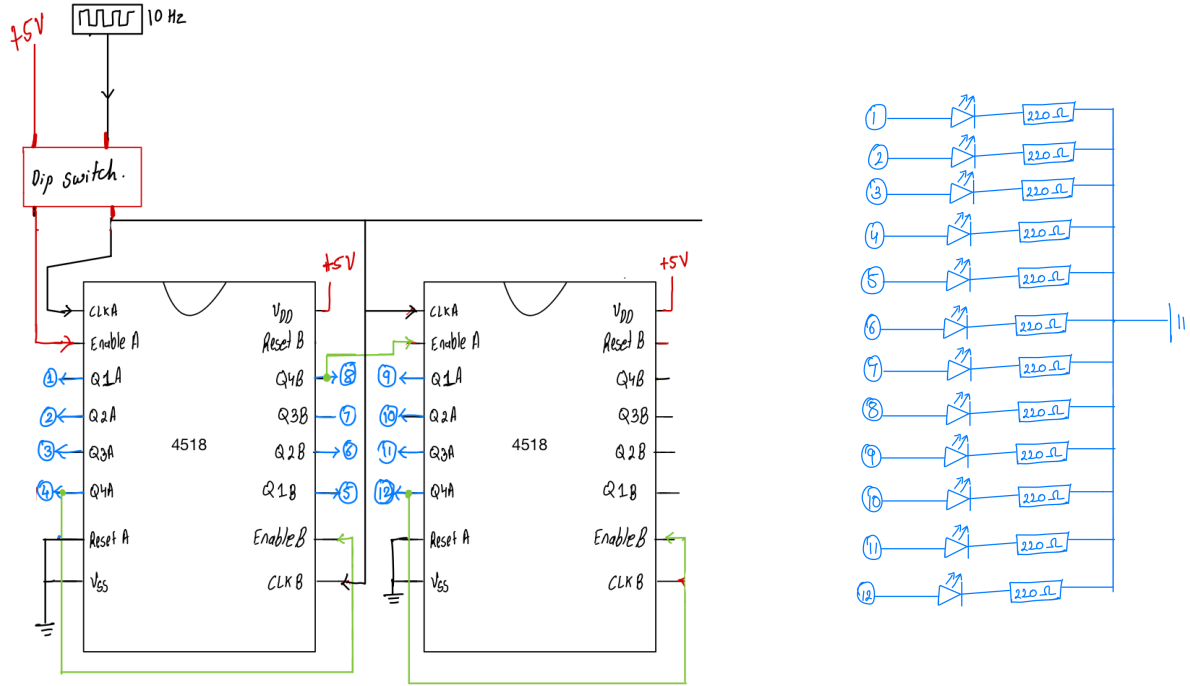 +5V
10 Hz
Dip switch.
+5V
CLKA
VDD
Enable A
Reset B
① Q1A
Q4B ⑧
② Q2A
Q3B ⑦
③ Q3A
4518
Q2B ⑥
④ Q4A
Q1B ⑤
Reset A
Enable B
VSS
CLK B
+5V
CLKA
VDD
Enable A
Reset B
⑨ Q1A
Q4B
⑩ Q2A
Q3B
⑪ Q3A
4518
Q2B
⑫ Q4A
Q1B
Reset A
Enable B
VSS
CLK B
① 220 Ω
② 220 Ω
③ 220 Ω
④ 220 Ω
⑤ 220 Ω
⑥ 220 Ω
⑦ 220 Ω
⑧ 220 Ω
⑨ 220 Ω
⑩ 220 Ω
⑪ 220 Ω
⑫ 220 Ω